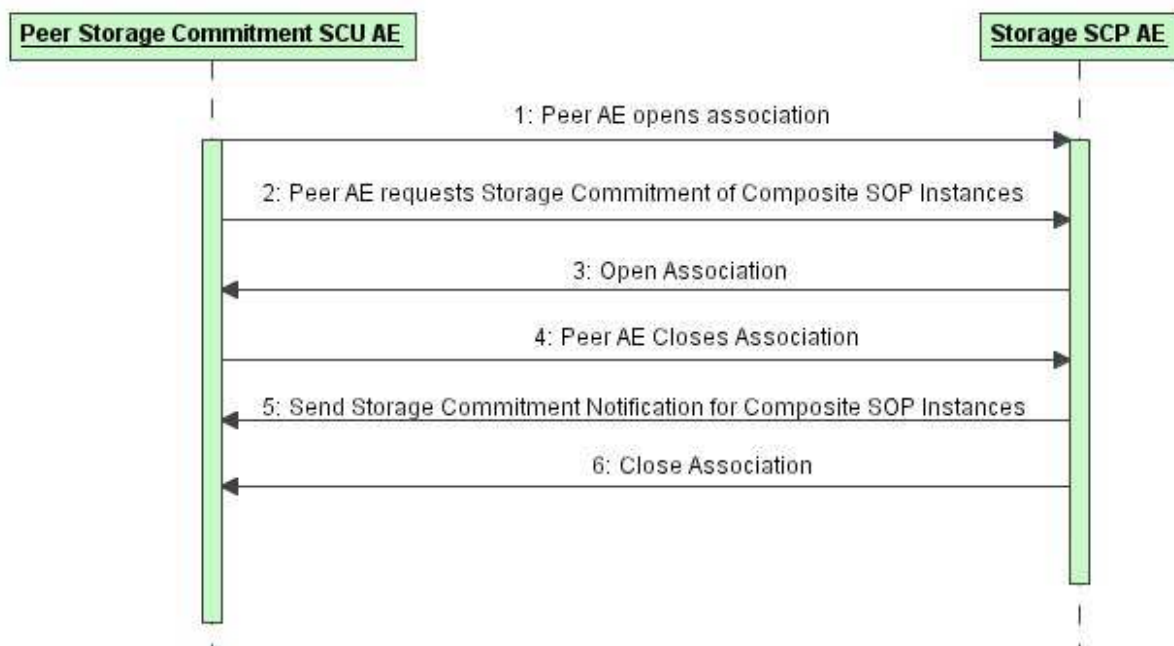 Peer Storage Commitment SCU AE
Storage SCP AE
1: Peer AE opens association
2: Peer AE requests Storage Commitment of Composite SOP Instances
3: Open Association
4: Peer AE Closes Association
5: Send Storage Commitment Notification for Composite SOP Instances
6: Close Association